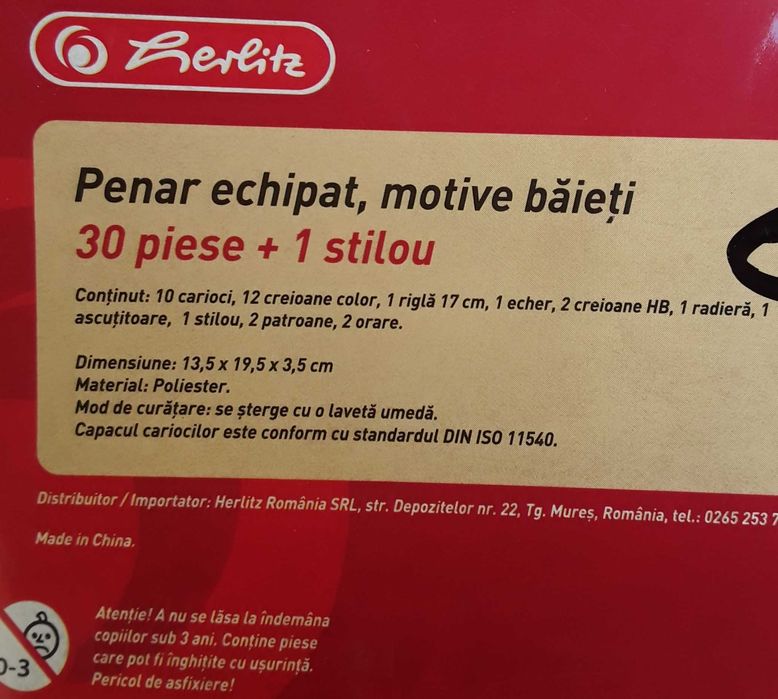 herlitz
Penar echipat, motive băieți
30 piese + 1 stilou
Conținut: 10 carioci, 12 creioane color, 1 riglă 17 cm, 1 echer, 2 creioane HB, 1 radieră, 1
ascuțitoare, 1 stilou, 2 patroane, 2 orare.
Dimensiune: 13,5 x 19,5 x 3,5 cm
Material: Poliester.
Mod de curățare: se șterge cu o lavetă umedă.
Capacul cariocilor este conform cu standardul DIN ISO 11540.
Distribuitor / Importator: Herlitz România SRL, str. Depozitelor nr. 22, Tg. Mureș, România, tel.: 0265 253 7
Made in China.
0-3
Atenție! A nu se lăsa la îndemâna
copiilor sub 3 ani. Conține piese
care pot fi înghițite cu ușurință.
Pericol de asfixiere!